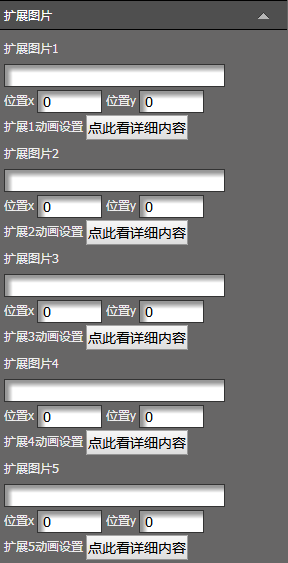 扩展图片
扩展图片1
位置x 0 位置y 0
扩展1动画设置 点此看详细内容
扩展图片2
位置x 0 位置y 0
扩展2动画设置 点此看详细内容
扩展图片3
位置x 0 位置y 0
扩展3动画设置 点此看详细内容
扩展图片4
位置x 0 位置y 0
扩展4动画设置 点此看详细内容
扩展图片5
位置x 0 位置y 0
扩展5动画设置 点此看详细内容